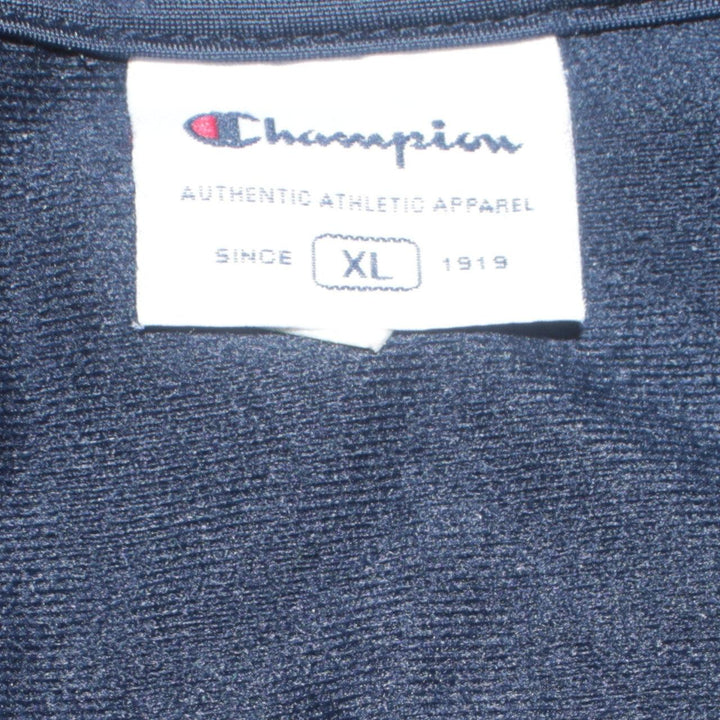 Champion
AUTHENTIC ATHLETIC APPAREL
SINCE XL 1919